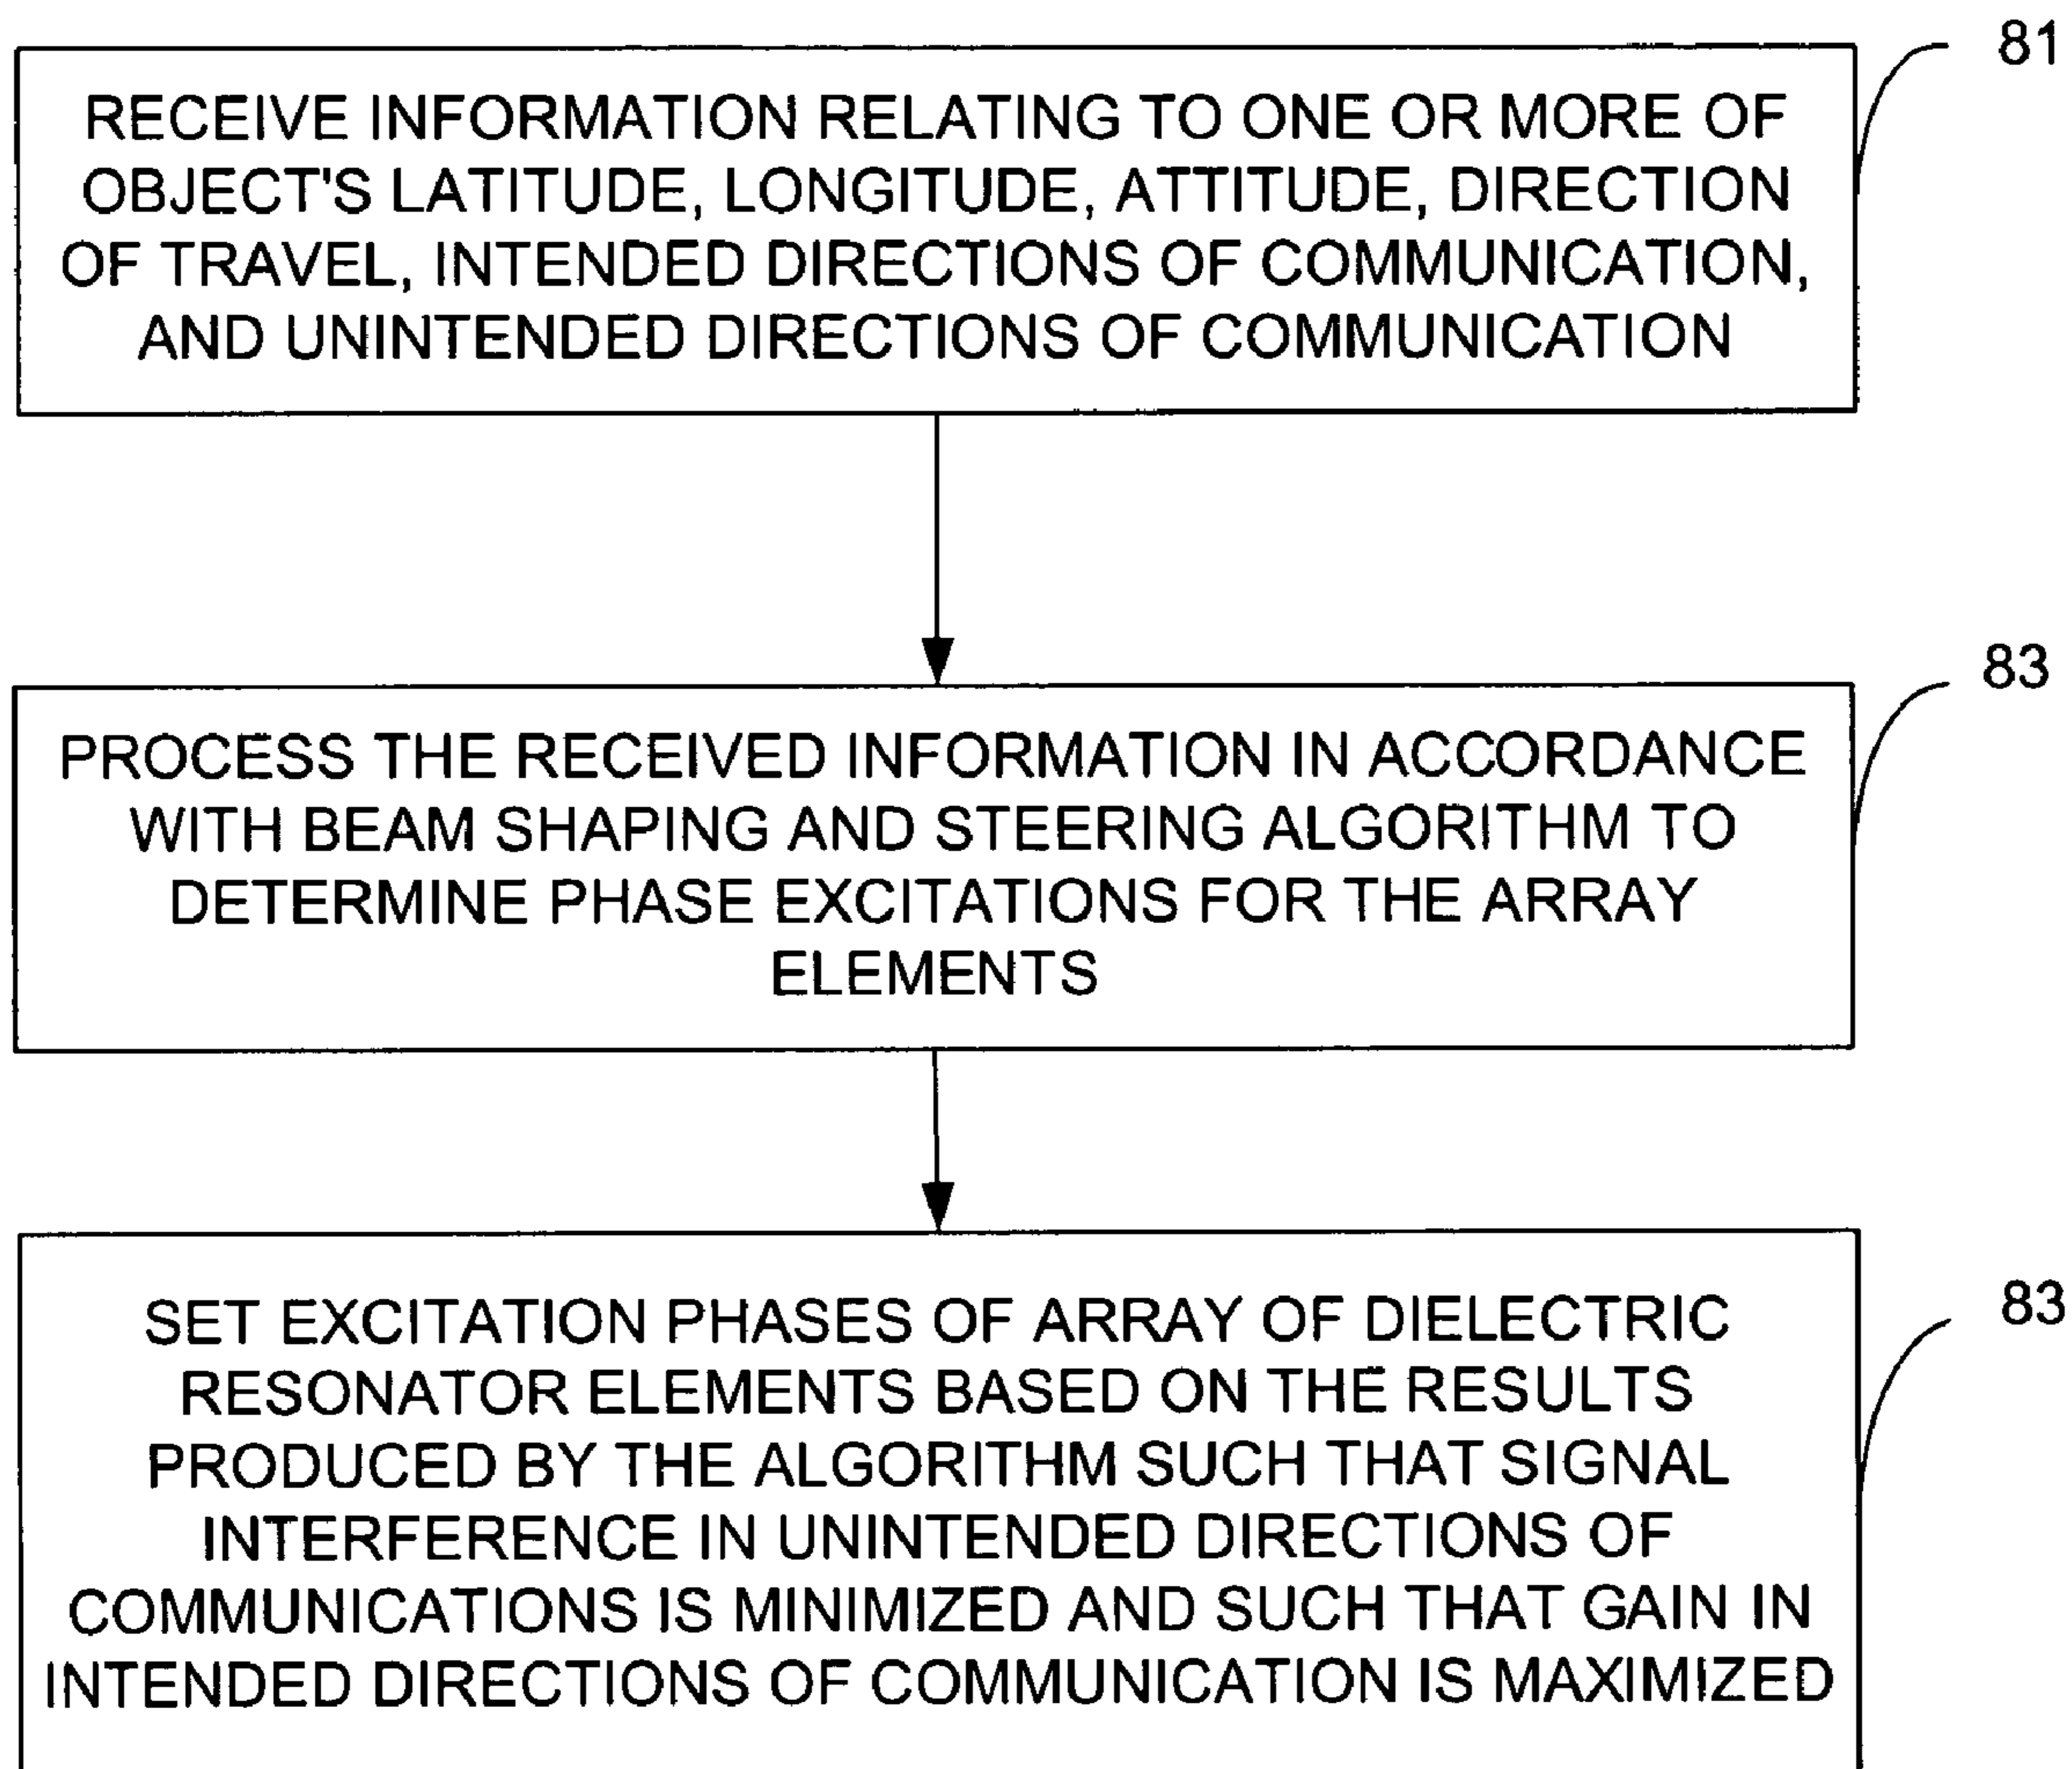 81
RECEIVE INFORMATION RELATING TO ONE OR MORE OF
OBJECT'S LATITUDE, LONGITUDE, ATTITUDE, DIRECTION
OF TRAVEL, INTENDED DIRECTIONS OF COMMUNICATION,
AND UNINTENDED DIRECTIONS OF COMMUNICATION
83
PROCESS THE RECEIVED INFORMATION IN ACCORDANCE
WITH BEAM SHAPING AND STEERING ALGORITHM TO
DETERMINE PHASE EXCITATIONS FOR THE ARRAY
ELEMENTS
83
SET EXCITATION PHASES OF ARRAY OF DIELECTRIC
RESONATOR ELEMENTS BASED ON THE RESULTS
PRODUCED BY THE ALGORITHM SUCH THAT SIGNAL
INTERFERENCE IN UNINTENDED DIRECTIONS OF
COMMUNICATIONS IS MINIMIZED AND SUCH THAT GAIN IN
INTENDED DIRECTIONS OF COMMUNICATION IS MAXIMIZED